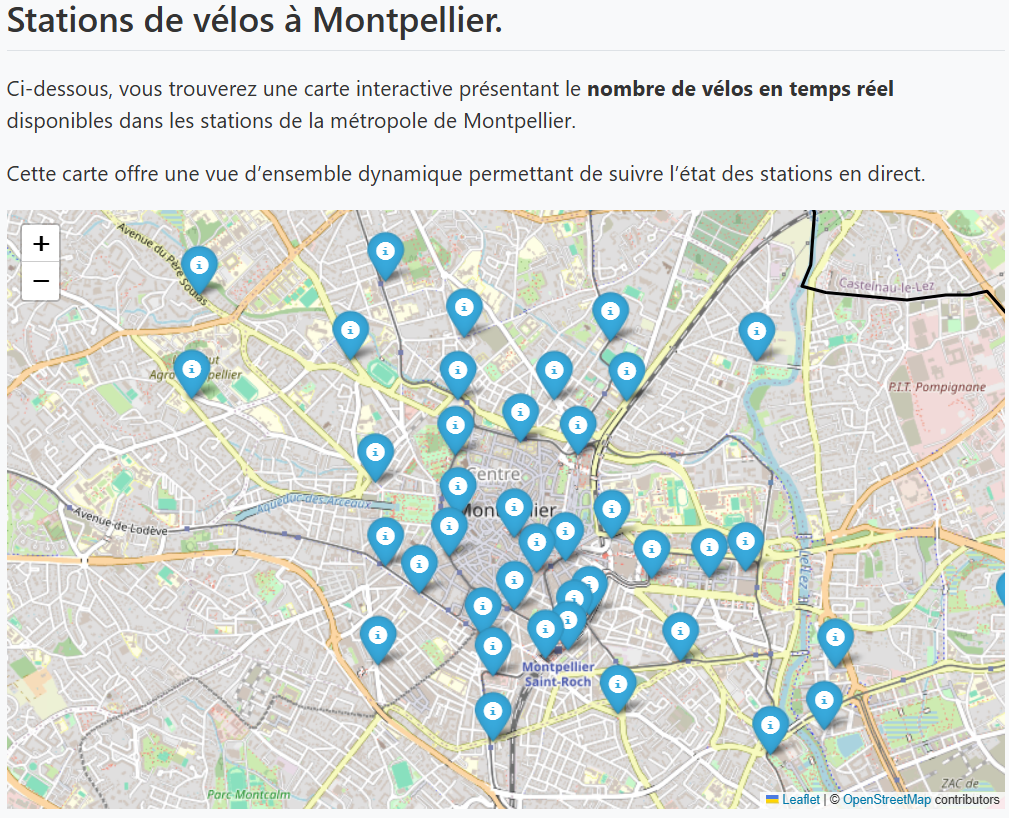 Stations de vélos à Montpellier.
Ci-dessous, vous trouverez une carte interactive présentant le nombre de vélos en temps réel
disponibles dans les stations de la métropole de Montpellier.
Cette carte offre une vue d’ensemble dynamique permettant de suivre l’état des stations en direct.
+
−
Avenue du Père Soulas
Castelnau-le-Lez
P.I.T. Pompignane
Centre
Aqueduc des Arceaux
Avenue de Lodève
Le Lez
Montpellier
Saint-Roch
Parc Montcalm
ZAC de
Leaflet | © OpenStreetMap contributors